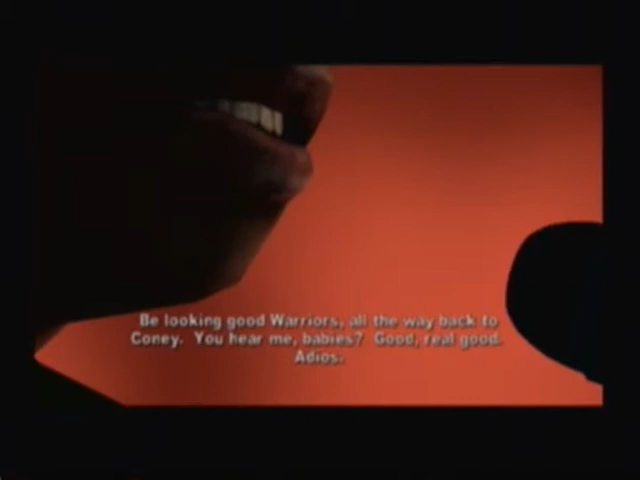 Be looking good Warriors, all the way back to
Coney.  You hear me, babies?  Good, real good.
Adios.